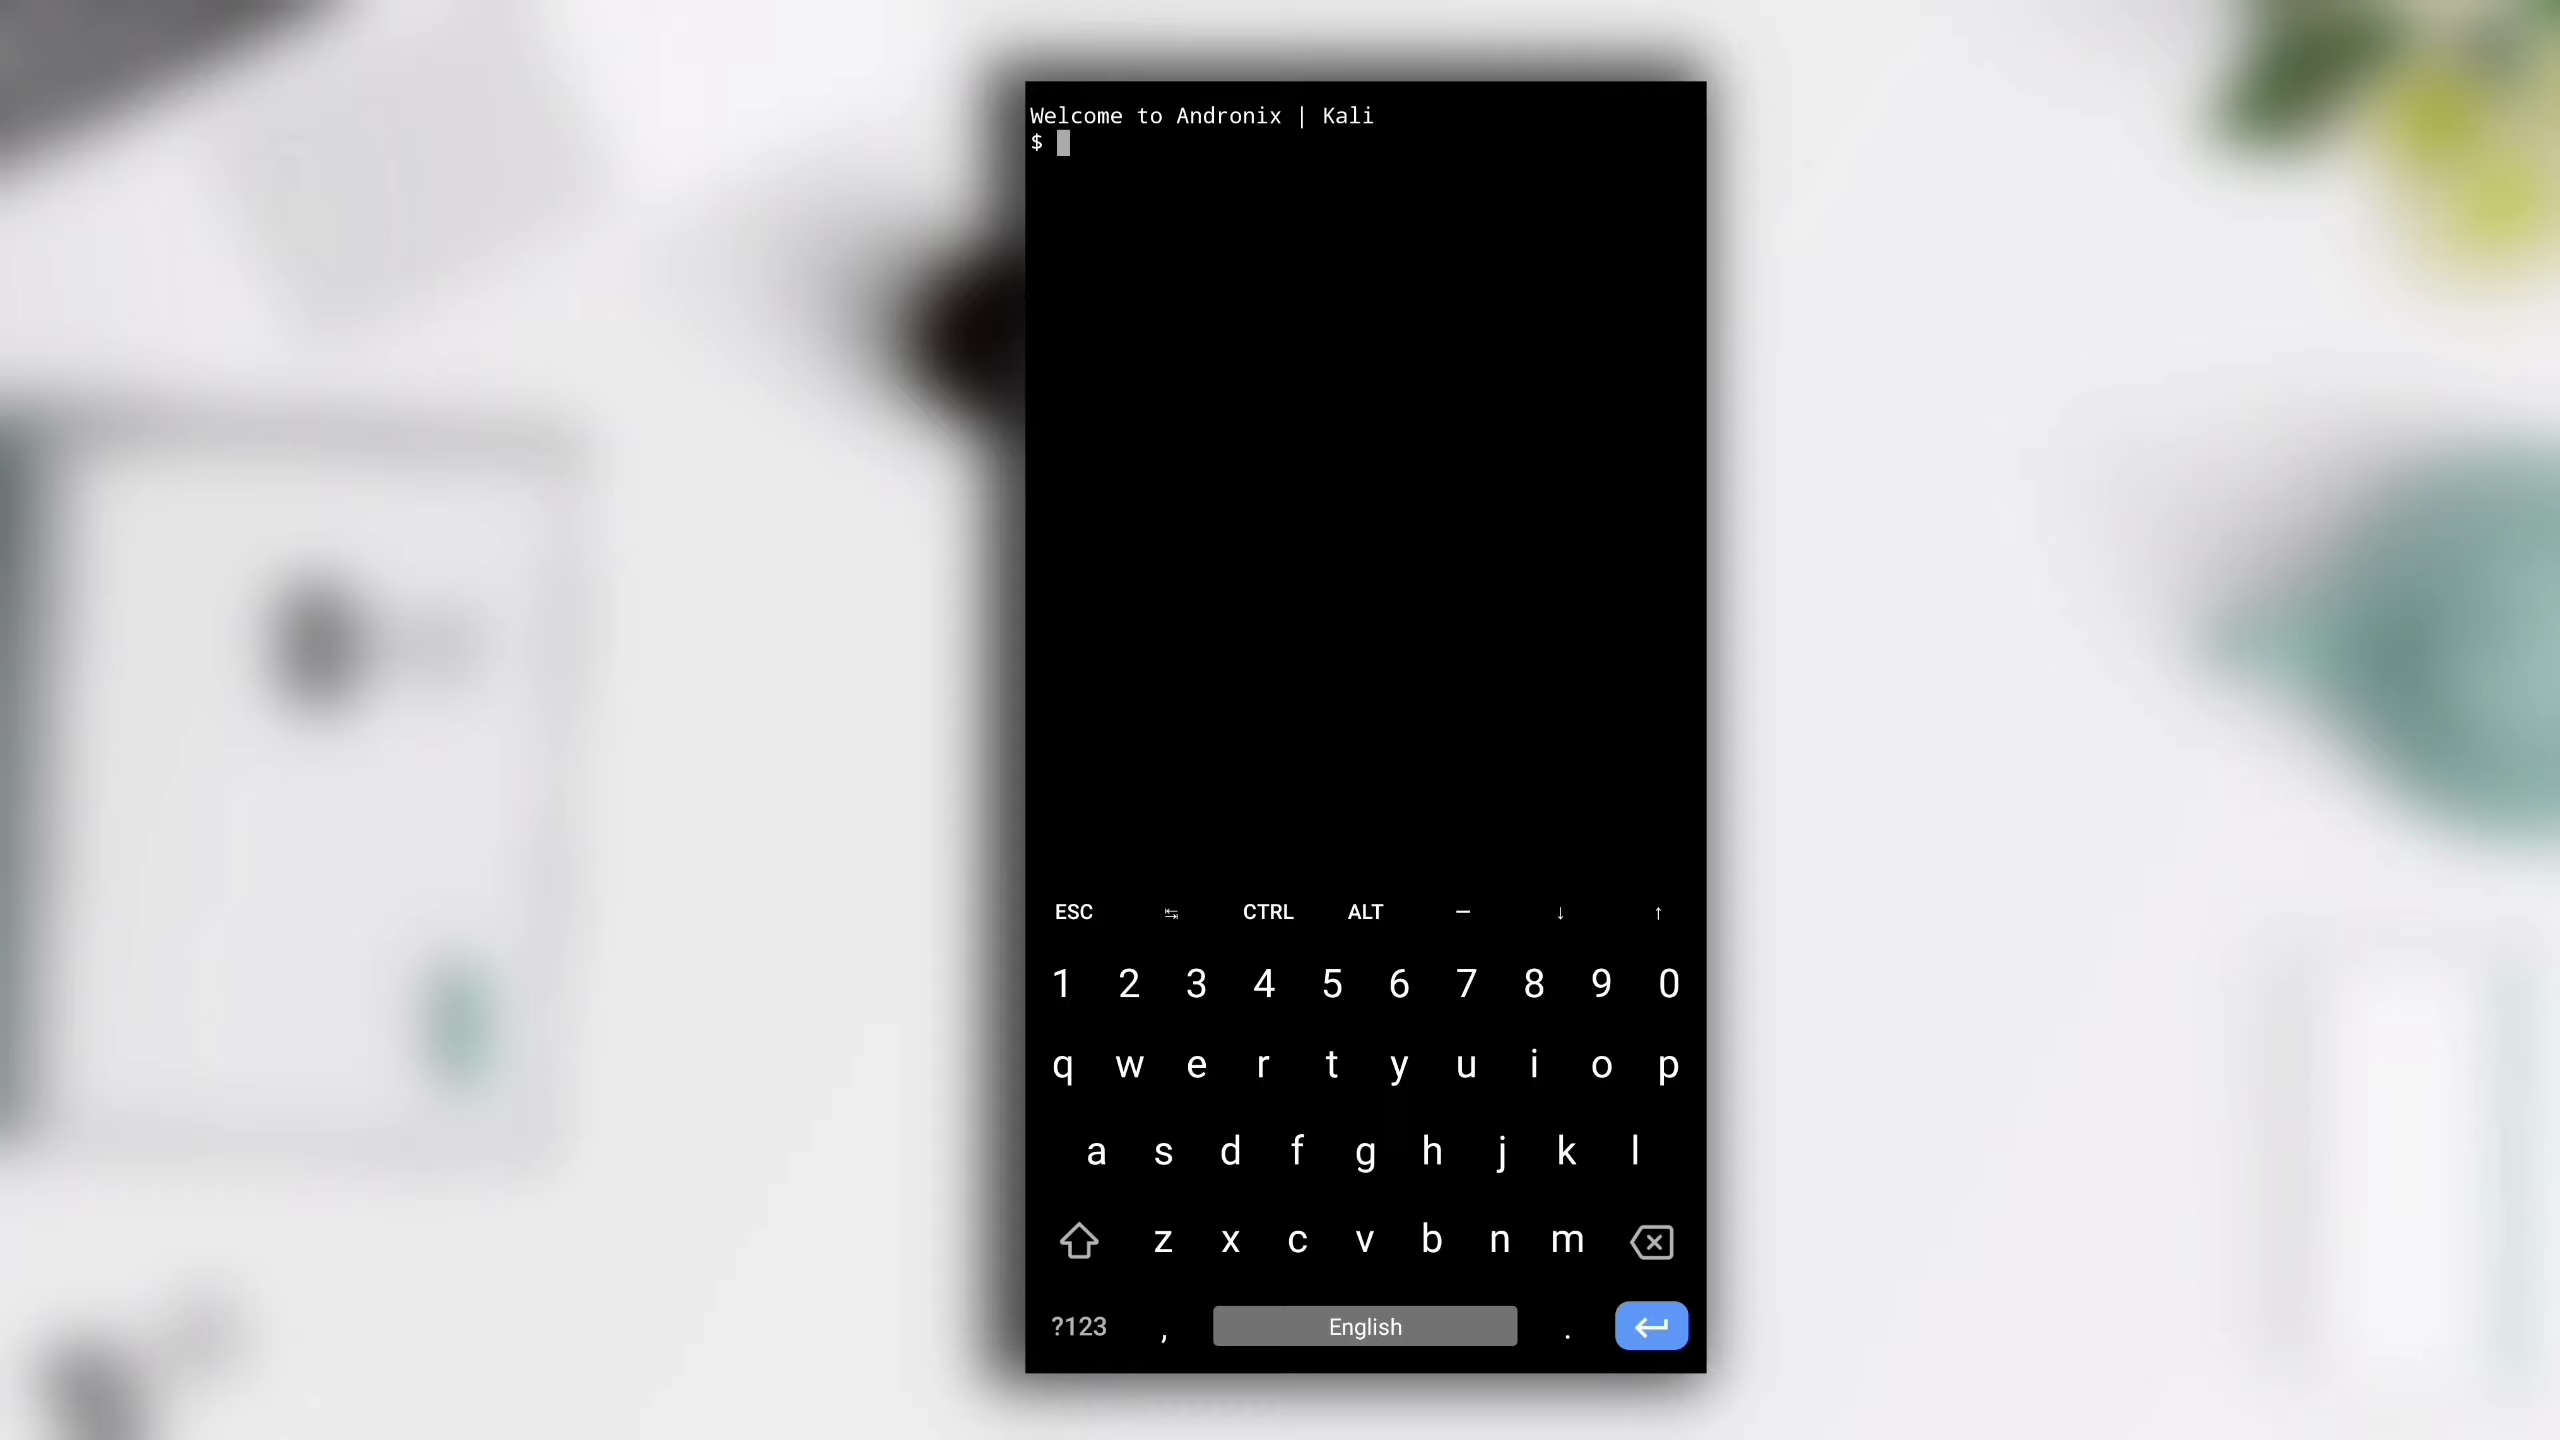 Welcome to Andronix | Kali
$
ESC ↹ CTRL ALT — ↓ ↑
1 2 3 4 5 6 7 8 9 0
q w e r t y u i o p
a s d f g h j k l
z x c v b n m
?123 , English .